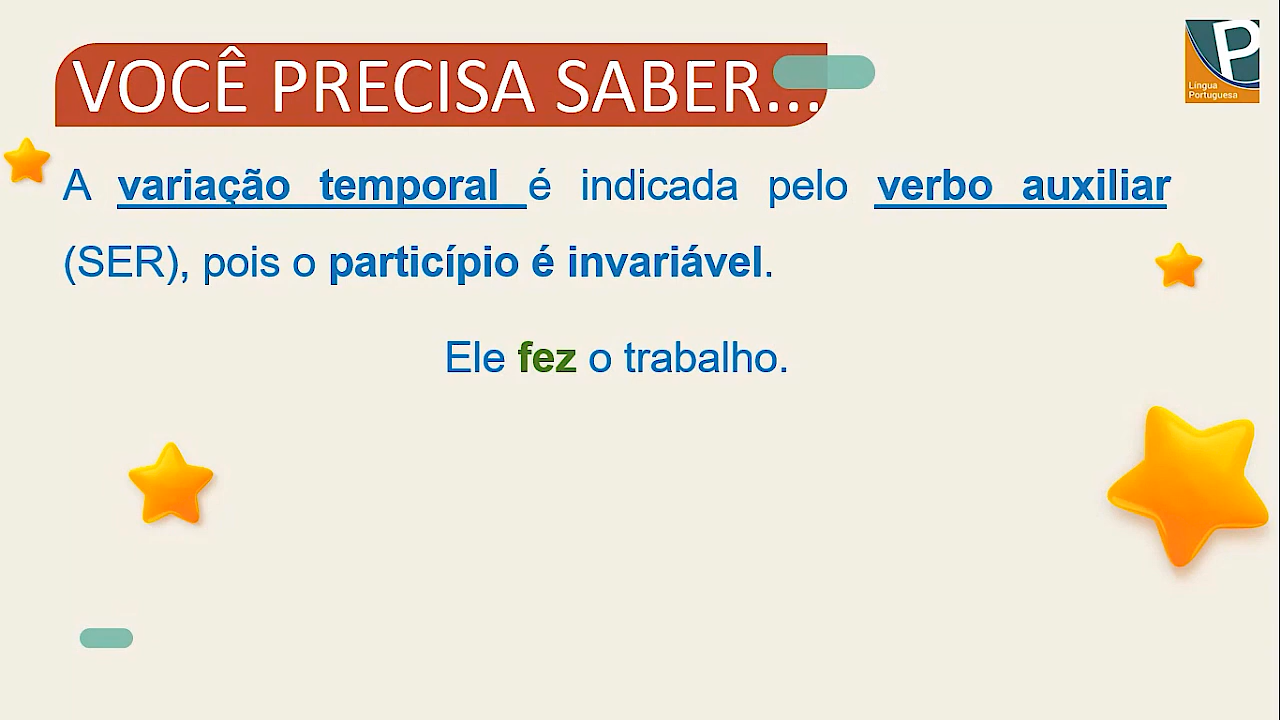 VOCÊ PRECISA SABER...
Língua
Portuguesa
A variação temporal é indicada pelo verbo auxiliar
(SER), pois o particípio é invariável.
Ele fez o trabalho.